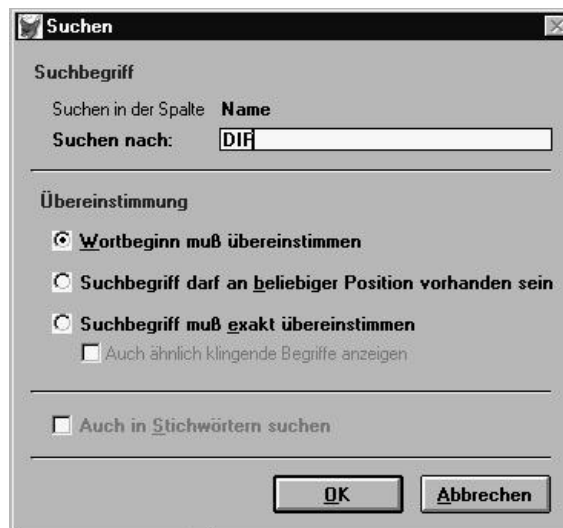 Suchen
Suchbegriff
Suchen in der Spalte Name
Suchen nach: DIF
Übereinstimmung
Wortbeginn muß übereinstimmen
Suchbegriff darf an beliebiger Position vorhanden sein
Suchbegriff muß exakt übereinstimmen
Auch ähnlich klingende Begriffe anzeigen
Auch in Stichwörtern suchen
OK Abbrechen